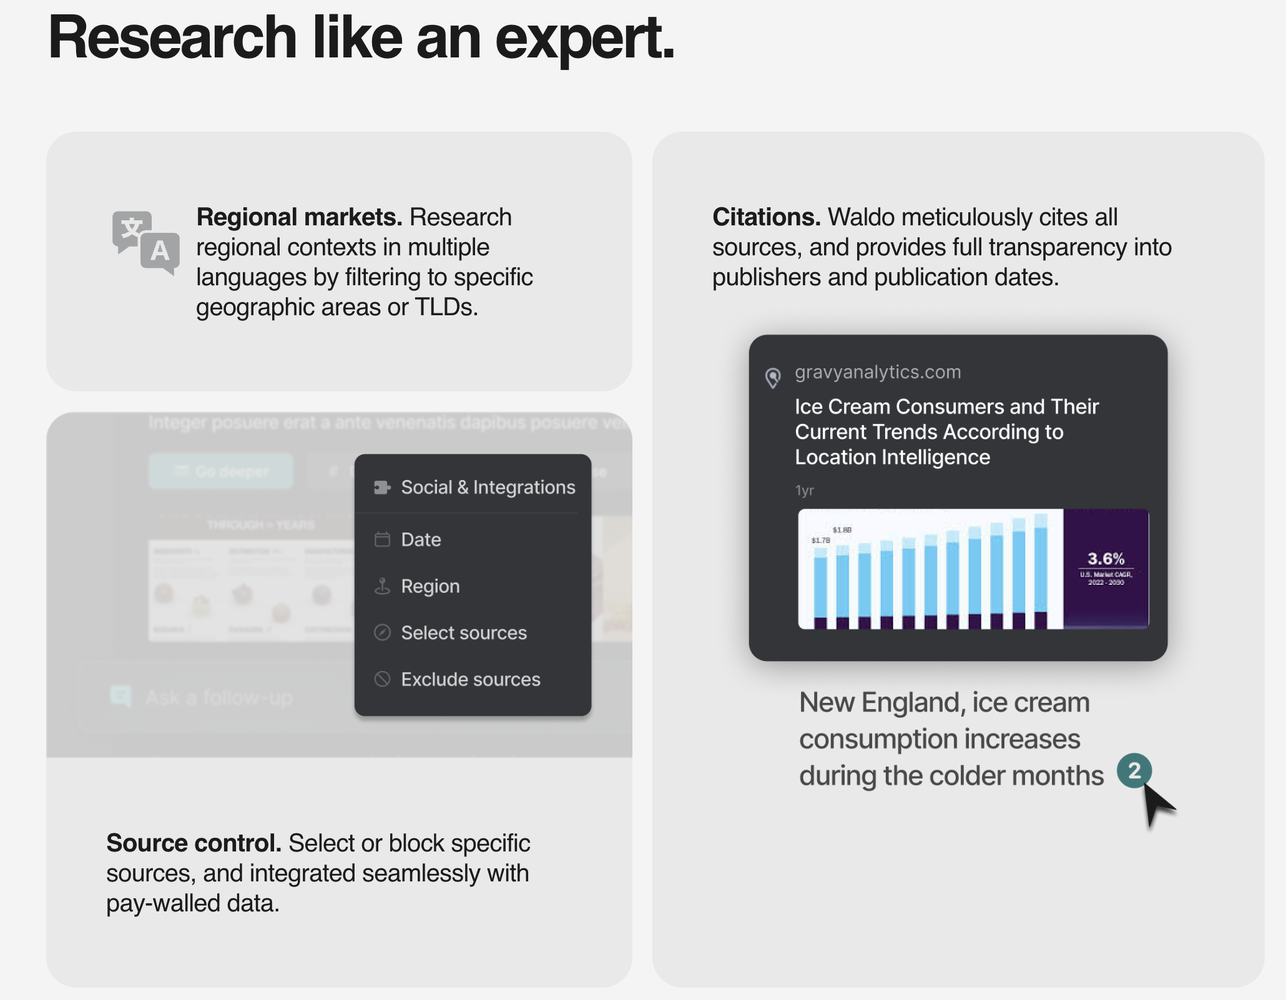 Research like an expert.
文
A
Regional markets. Research
regional contexts in multiple
languages by filtering to specific
geographic areas or TLDs.
Integer posuere erat a ante venenatis dapibus posuere
Go deeper
THROUGH
YEARS
Ask a follow-up
Social & Integrations
Date
Region
Select sources
Exclude sources
Source control. Select or block specific
sources, and integrated seamlessly with
pay-walled data.
Citations. Waldo meticulously cites all
sources, and provides full transparency into
publishers and publication dates.
gravyanalytics.com
Ice Cream Consumers and Their
Current Trends According to
Location Intelligence
1yr
$1.8B
$1.7B
3.6%
U.S. Market CAGR,
2022 - 2030
New England, ice cream
consumption increases
during the colder months 2